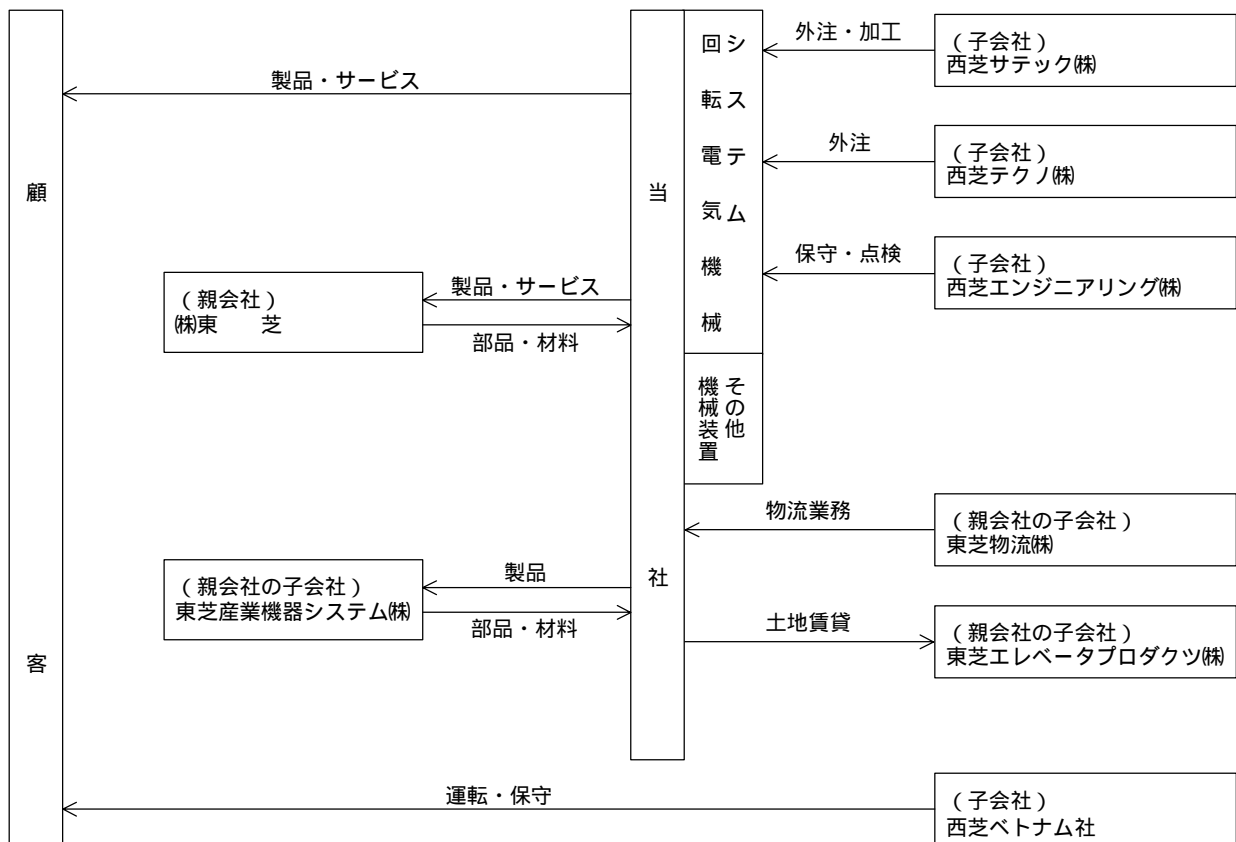 顧客
製品・サービス
当社
回転電気機械
システム
その他
機械装置
外注・加工
(子会社)
西芝サテック㈱
外注
(子会社)
西芝テクノ㈱
保守・点検
(子会社)
西芝エンジニアリング㈱
製品・サービス
(親会社)
㈱東　　芝
部品・材料
物流業務
(親会社の子会社)
東芝物流㈱
製品
(親会社の子会社)
東芝産業機器システム㈱
部品・材料
土地賃貸
(親会社の子会社)
東芝エレベータプロダクツ㈱
運転・保守
(子会社)
西芝ベトナム社